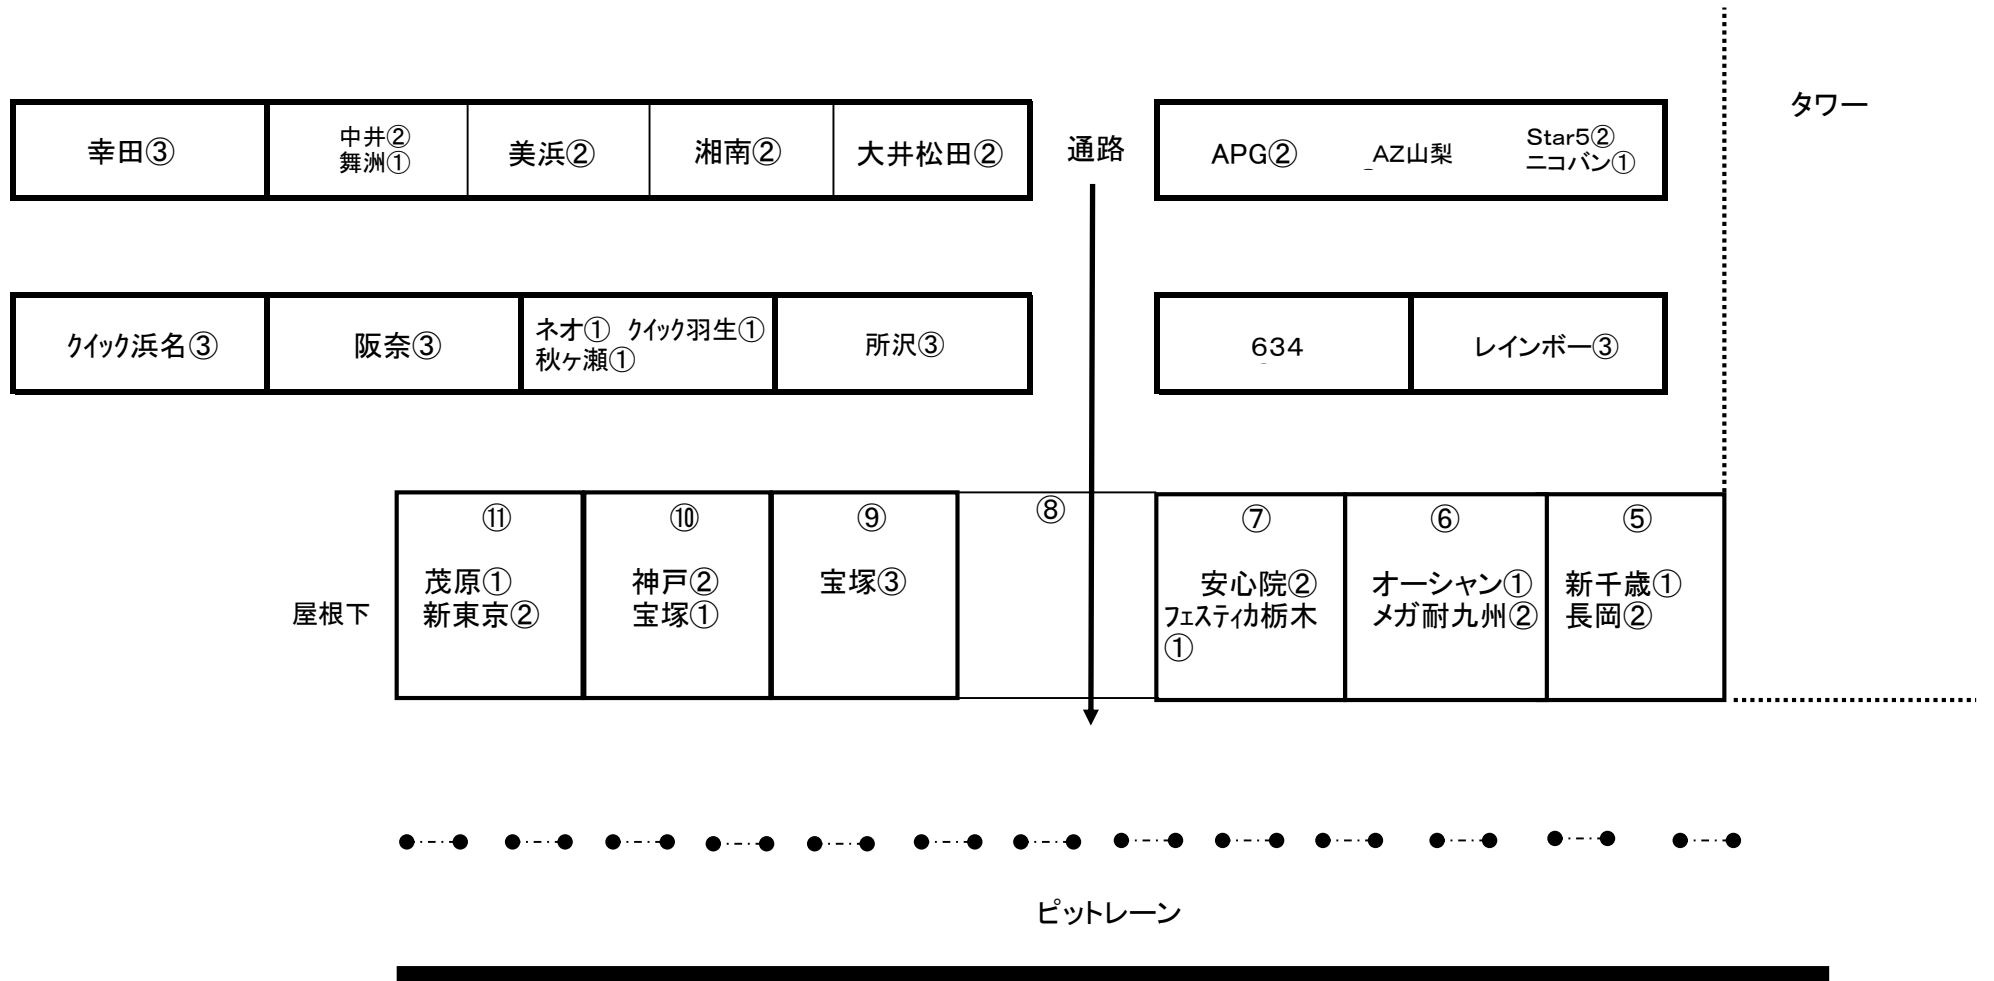 タワー
幸田③
中井②
舞洲①
美浜②
湘南②
大井松田②
通路
APG②
AZ山梨
Star5②
ニコバン①
ｸｲｯｸ浜名③
阪奈③
ネオ① ｸｲｯｸ羽生①
秋ヶ瀬①
所沢③
634
レインボー③
⑪
茂原①
新東京②
⑩
神戸②
宝塚①
⑨
宝塚③
⑧
⑦
安心院②
ﾌｪｽﾃｨｶ栃木
①
⑥
オーシャン①
メガ耐九州②
⑤
新千歳①
長岡②
屋根下
ピットレーン